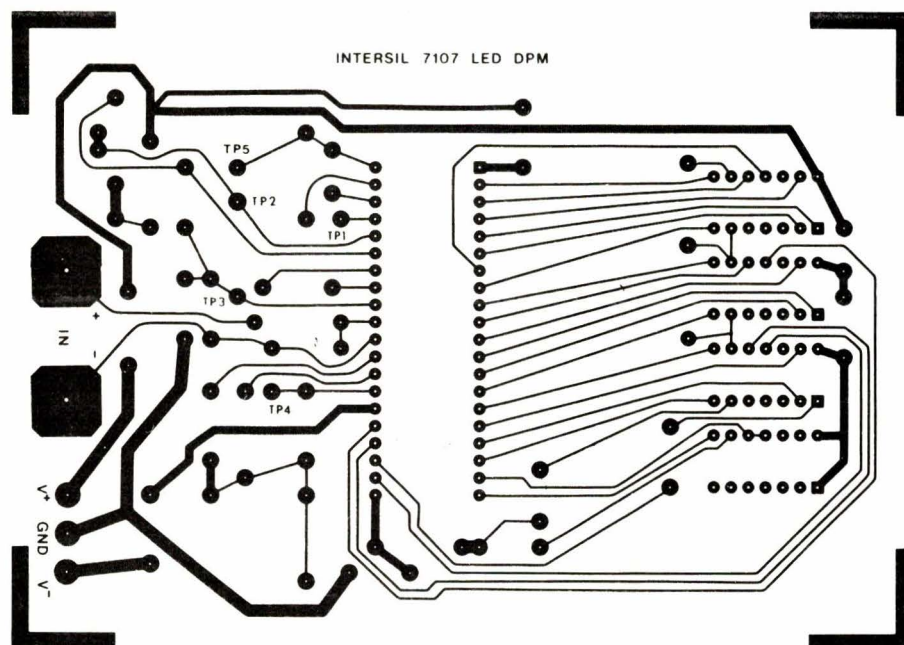 INTERSIL 7107 LED DPM
TP5
TP2
TP1
TP3
+
IN
-
TP4
V+
GND
V-